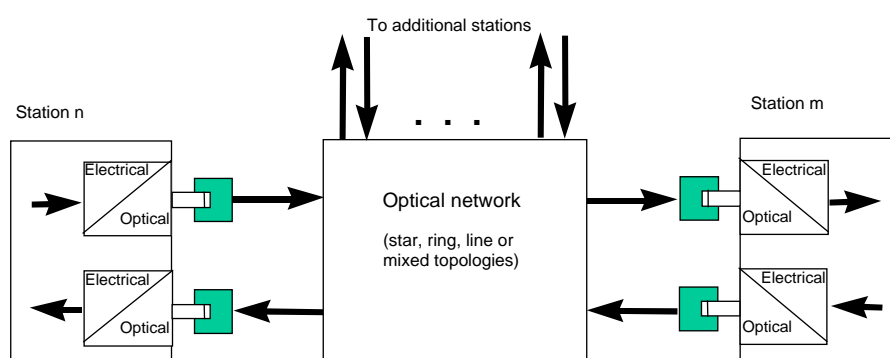 To additional stations
Station n
Station m
. . .
Electrical
Optical
Electrical
Optical
Optical network
(star, ring, line or
mixed topologies)
Electrical
Optical
Electrical
Optical